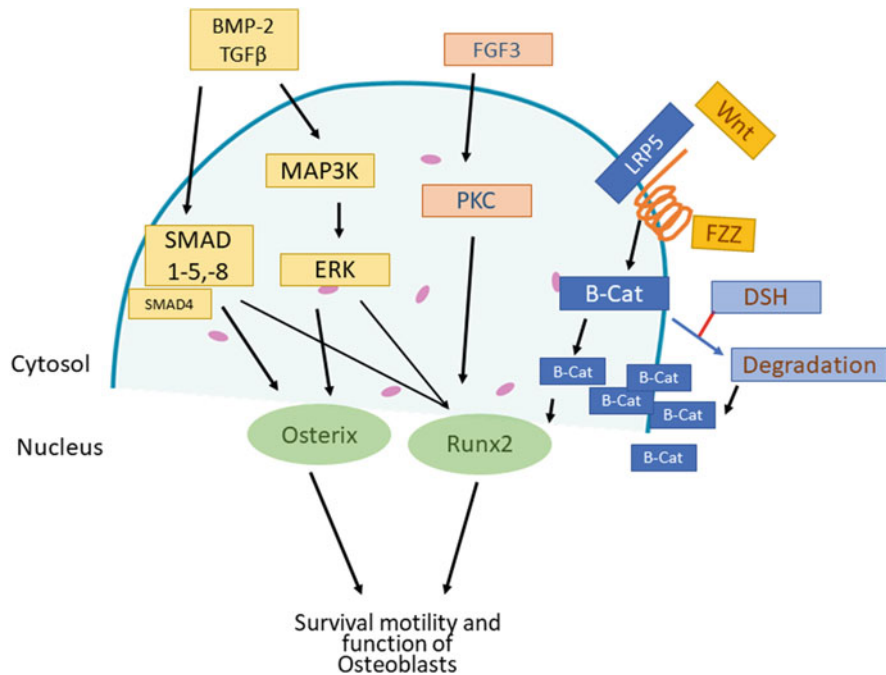 BMP-2
TGFβ
FGF3
Wnt
LRP5
MAP3K
PKC
FZZ
SMAD
1-5,-8
ERK
SMAD4
B-Cat
DSH
Degradation
Cytosol
B-Cat
B-Cat
B-Cat
B-Cat
Nucleus
Osterix
Runx2
B-Cat
Survival motility and
function of
Osteoblasts